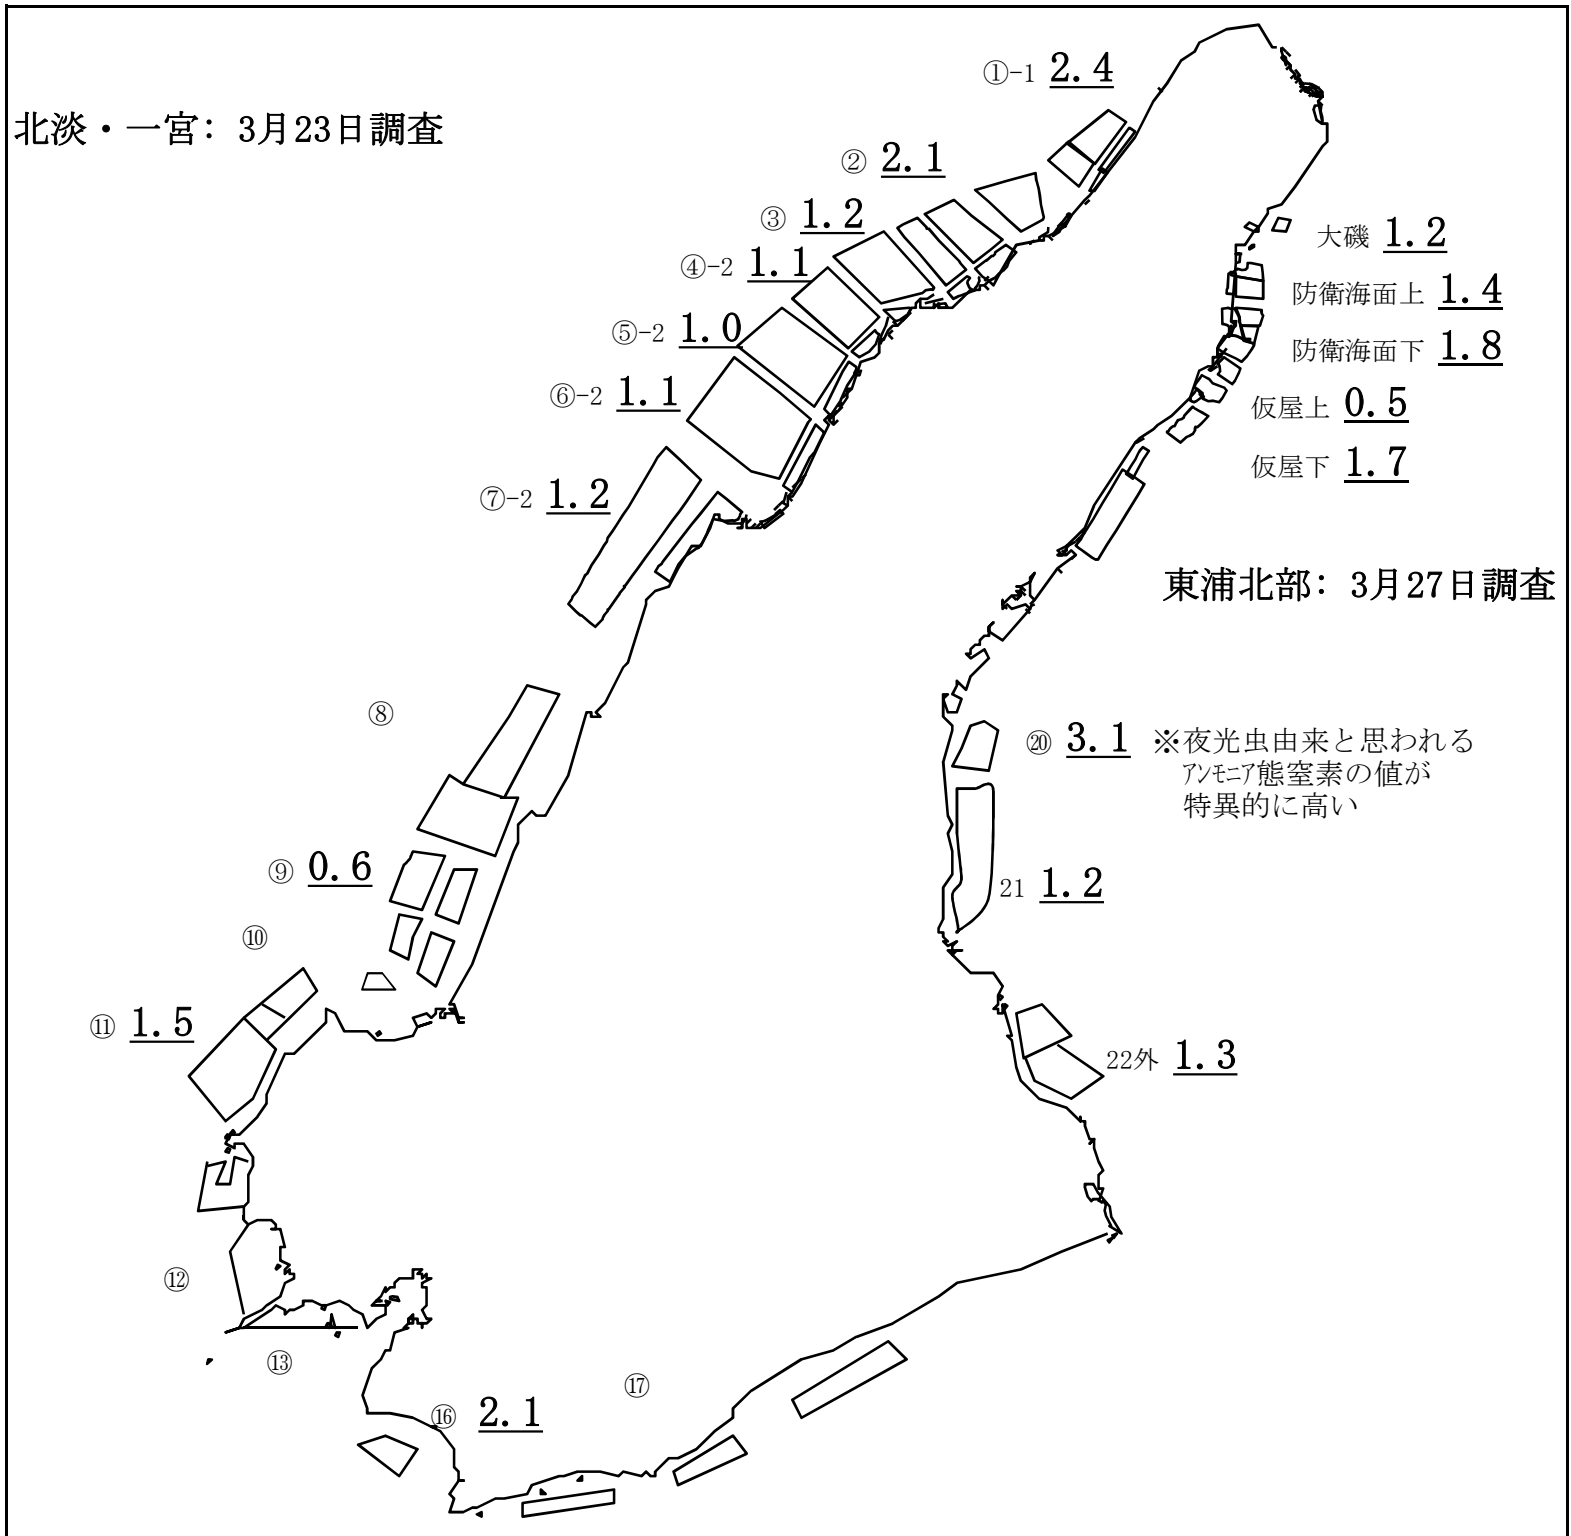 ①-1 2.4
北淡・一宮: 3月23日調査
② 2.1
③ 1.2
④-2 1.1
⑤-2 1.0
⑥-2 1.1
⑦-2 1.2
大磯 1.2
防衛海面上 1.4
防衛海面下 1.8
仮屋上 0.5
仮屋下 1.7
東浦北部: 3月27日調査
⑧
⑳ 3.1 ※夜光虫由来と思われる
ｱﾝﾓﾆｱ態窒素の値が
特異的に高い
⑨ 0.6
21 1.2
⑩
⑪ 1.5
22外 1.3
⑫
⑬
⑰
⑯ 2.1